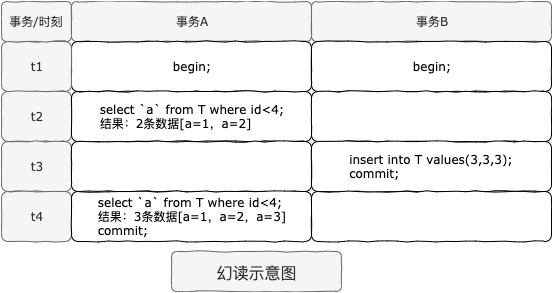 事务/时刻 事务A 事务B
t1 begin; begin;
t2 select `a` from T where id<4;
结果：2条数据[a=1，a=2]
t3 insert into T values(3,3,3);
commit;
t4 select `a` from T where id<4;
结果：3条数据[a=1，a=2，a=3]
commit;
幻读示意图